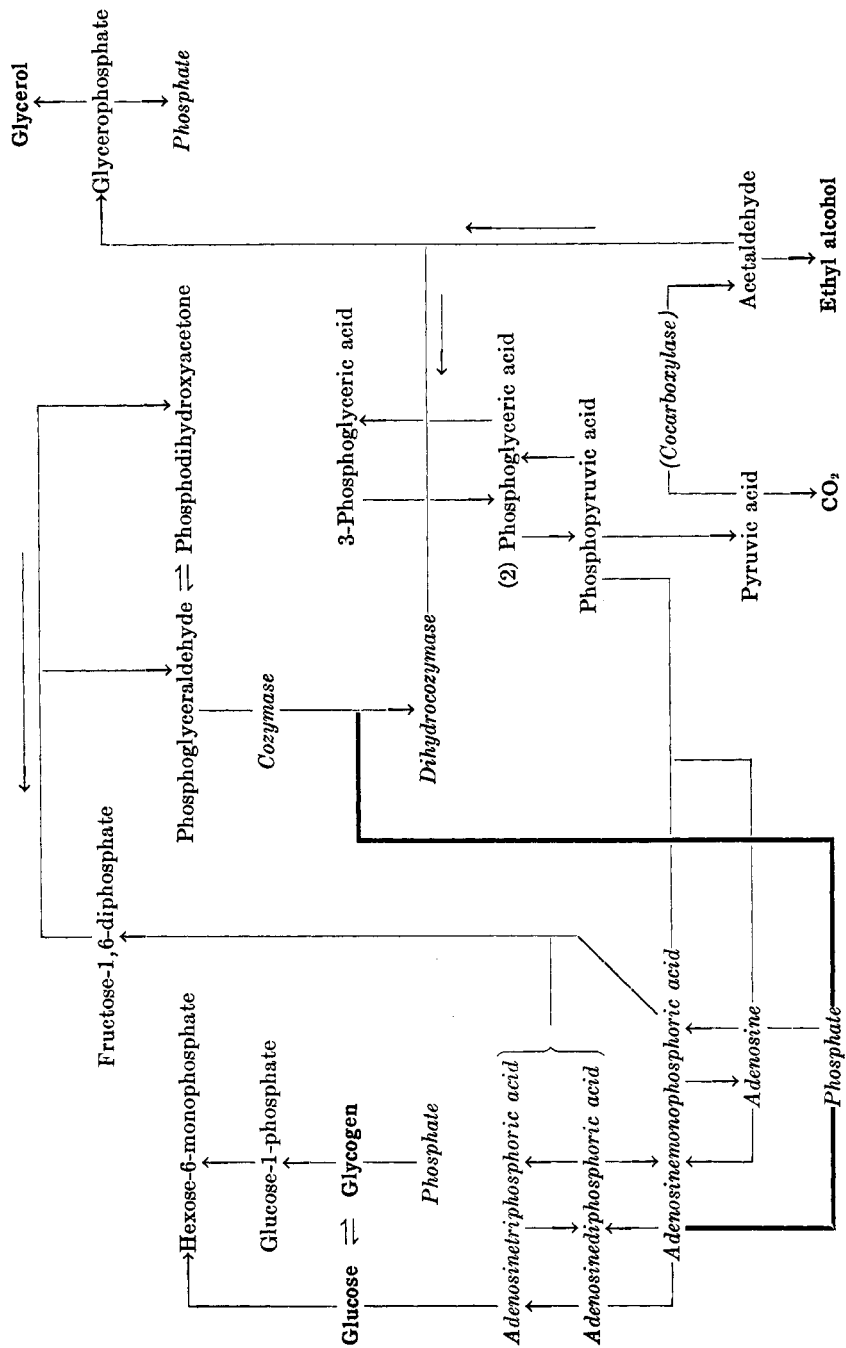 Glucose ⇌ Glycogen
Hexose-6-monophosphate
Glucose-1-phosphate
Phosphate
Adenosinetriphosphoric acid
Adenosinediphosphoric acid
Adenosinemonophosphoric acid
Adenosine
Phosphate
Fructose-1,6-diphosphate
Phosphoglyceraldehyde ⇌ Phosphodihydroxyacetone
Cozymase
Dihydrocozymase
3-Phosphoglyceric acid
(2) Phosphoglyceric acid
Phosphopyruvic acid
Pyruvic acid
(Cocarboxylase)
CO₂
Acetaldehyde
Ethyl alcohol
Glycerol
Glycerophosphate
Phosphate